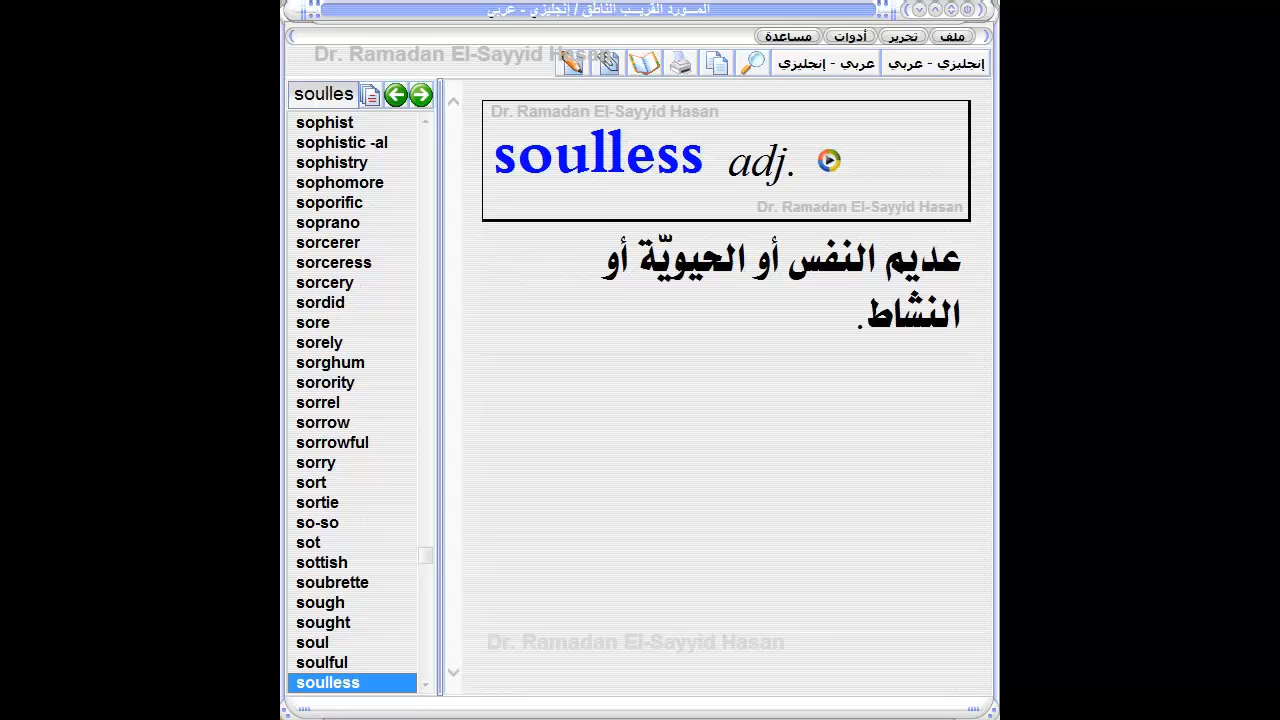 المـــورد القريـــب الناطق / إنجليزي - عربي
ملف
تحرير
أدوات
مساعدة
Dr. Ramadan El-Sayyid Hasan
إنجليزي - عربي
عربي - إنجليزي
soulles
sophist
sophistic -al
sophistry
sophomore
soporific
soprano
sorcerer
sorceress
sorcery
sordid
sore
sorely
sorghum
sorority
sorrel
sorrow
sorrowful
sorry
sort
sortie
so-so
sot
sottish
soubrette
sough
sought
soul
soulful
soulless
Dr. Ramadan El-Sayyid Hasan
soulless adj.
Dr. Ramadan El-Sayyid Hasan
عديم النفس أو الحيويّة أو
النشاط.
Dr. Ramadan El-Sayyid Hasan